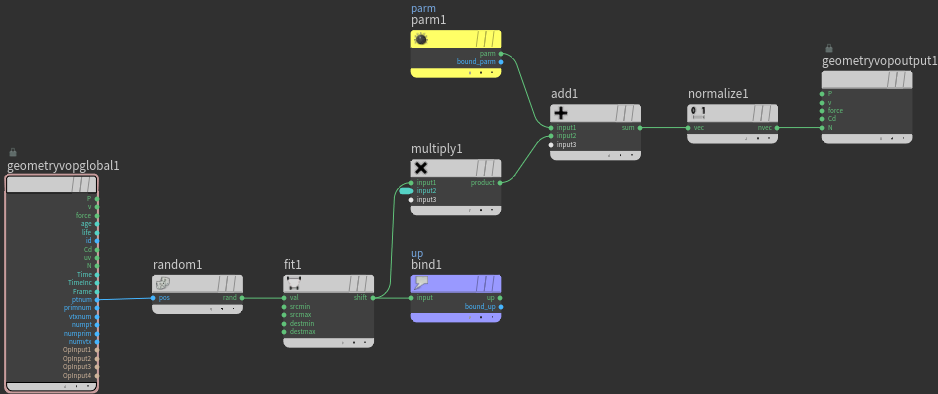 geometryvopglobal1
P
v
force
age
life
id
Cd
uv
N
Time
TimeInc
Frame
ptnum
primnum
vtxnum
numpt
numprim
numvtx
OpInput1
OpInput2
OpInput3
OpInput4
random1
pos rand
fit1
val shift
srcmin
srcmax
destmin
destmax
parm
parm1
parm
bound_parm
multiply1
input1 product
input2
input3
up
bind1
input up
bound_up
add1
input1 sum
input2
input3
normalize1
vec nvec
geometryvopoutput1
P
v
force
Cd
N